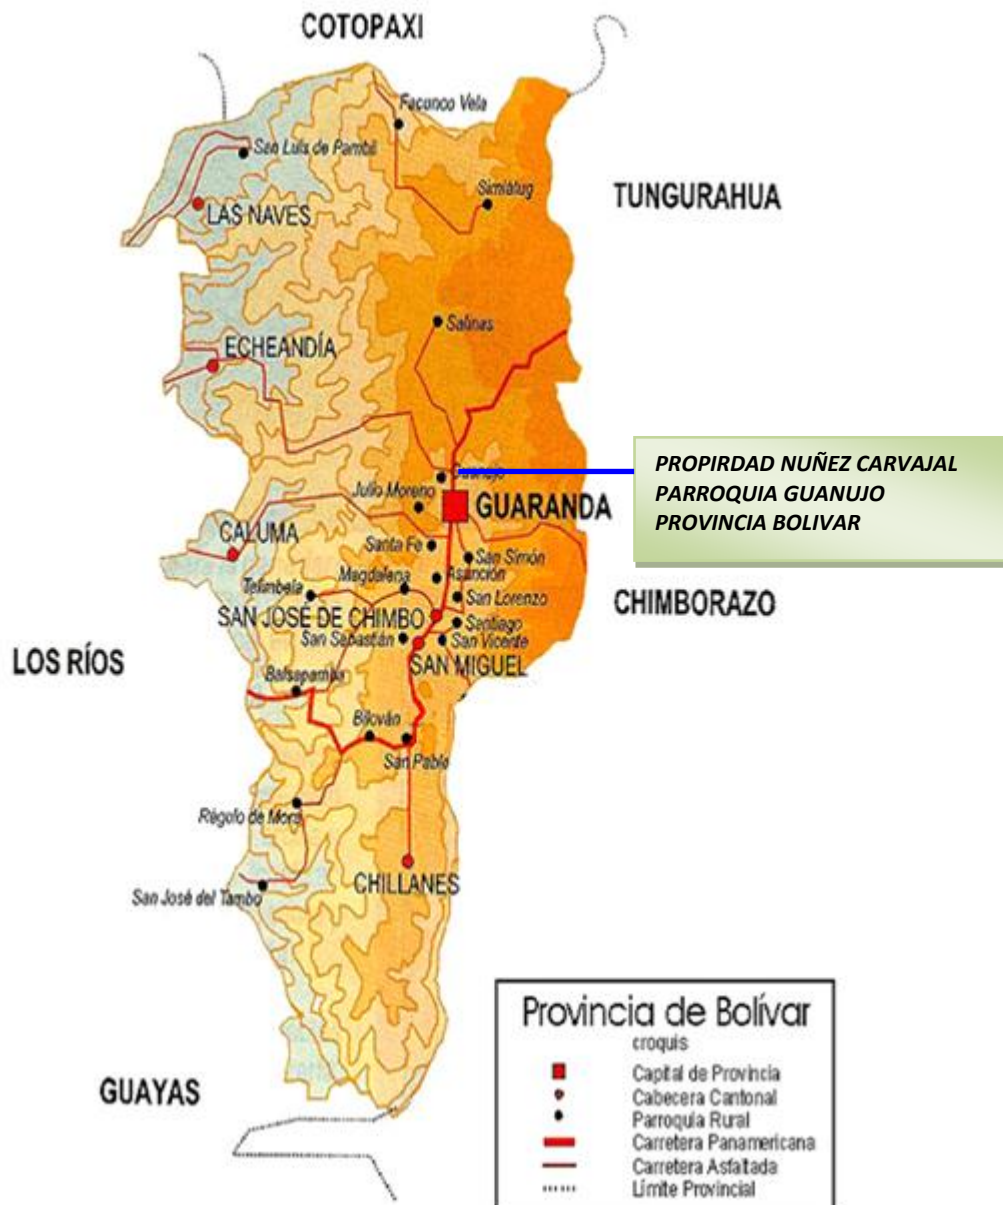 COTOPAXI
Facunco Vela
San Luis de Pambil
Simiátug
TUNGURAHUA
LAS NAVES
Salinas
ECHEANDÍA
PROPIRDAD NUÑEZ CARVAJAL
PARROQUIA GUANUJO
PROVINCIA BOLIVAR
Guanujo
Julio Moreno
GUARANDA
CALUMA
Santa Fe
San Simón
Magdalena
Asunción
Telimbela
San Lorenzo
CHIMBORAZO
SAN JOSÉ DE CHIMBO
Santiago
San Sebastián
San Vicente
LOS RÍOS
SAN MIGUEL
Balsapamba
Bilován
San Pablo
Régulo de Mora
CHILLANES
San José del Tambo
GUAYAS
Provincia de Bolívar
croquis
Capital de Provincia
Cabecera Cantonal
Parroquia Rural
Carretera Panamericana
Carretera Asfaltada
Límite Provincial